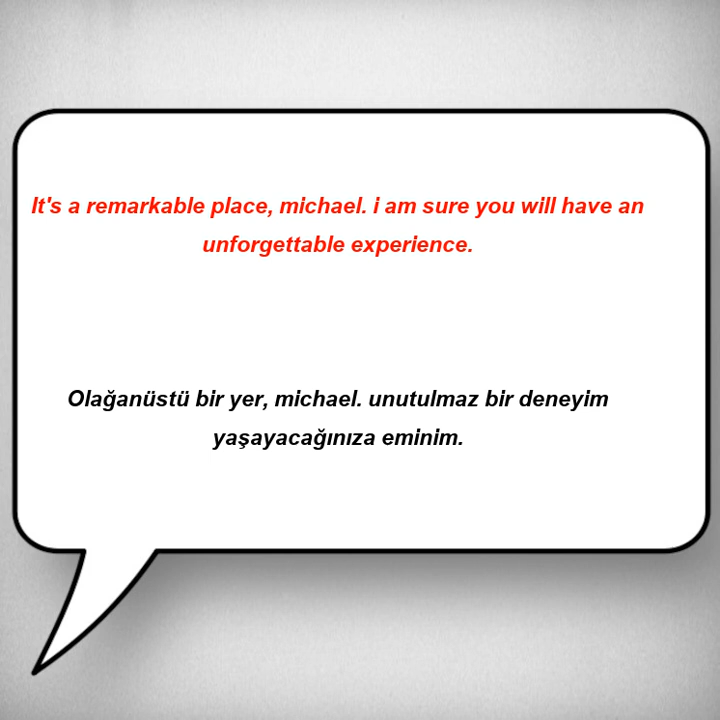 It's a remarkable place, michael. i am sure you will have an
unforgettable experience.
Olağanüstü bir yer, michael. unutulmaz bir deneyim
yaşayacağınıza eminim.